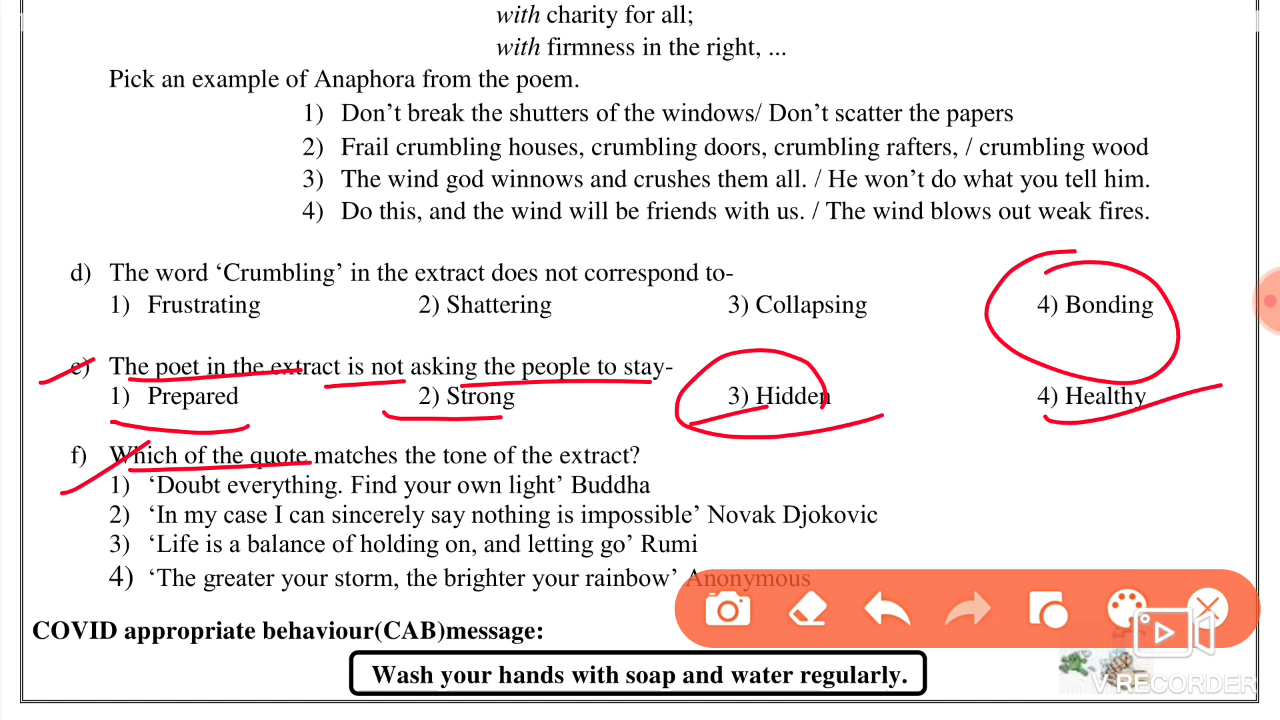 with charity for all;
with firmness in the right, ...
Pick an example of Anaphora from the poem.
1) Don’t break the shutters of the windows/ Don’t scatter the papers
2) Frail crumbling houses, crumbling doors, crumbling rafters, / crumbling wood
3) The wind god winnows and crushes them all. / He won’t do what you tell him.
4) Do this, and the wind will be friends with us. / The wind blows out weak fires.
d) The word ‘Crumbling’ in the extract does not correspond to-
1) Frustrating 2) Shattering 3) Collapsing 4) Bonding
e) The poet in the extract is not asking the people to stay-
1) Prepared 2) Strong 3) Hidden 4) Healthy
f) Which of the quote matches the tone of the extract?
1) ‘Doubt everything. Find your own light’ Buddha
2) ‘In my case I can sincerely say nothing is impossible’ Novak Djokovic
3) ‘Life is a balance of holding on, and letting go’ Rumi
4) ‘The greater your storm, the brighter your rainbow’ Anonymous
COVID appropriate behaviour(CAB)message:
Wash your hands with soap and water regularly.
V RECORDER